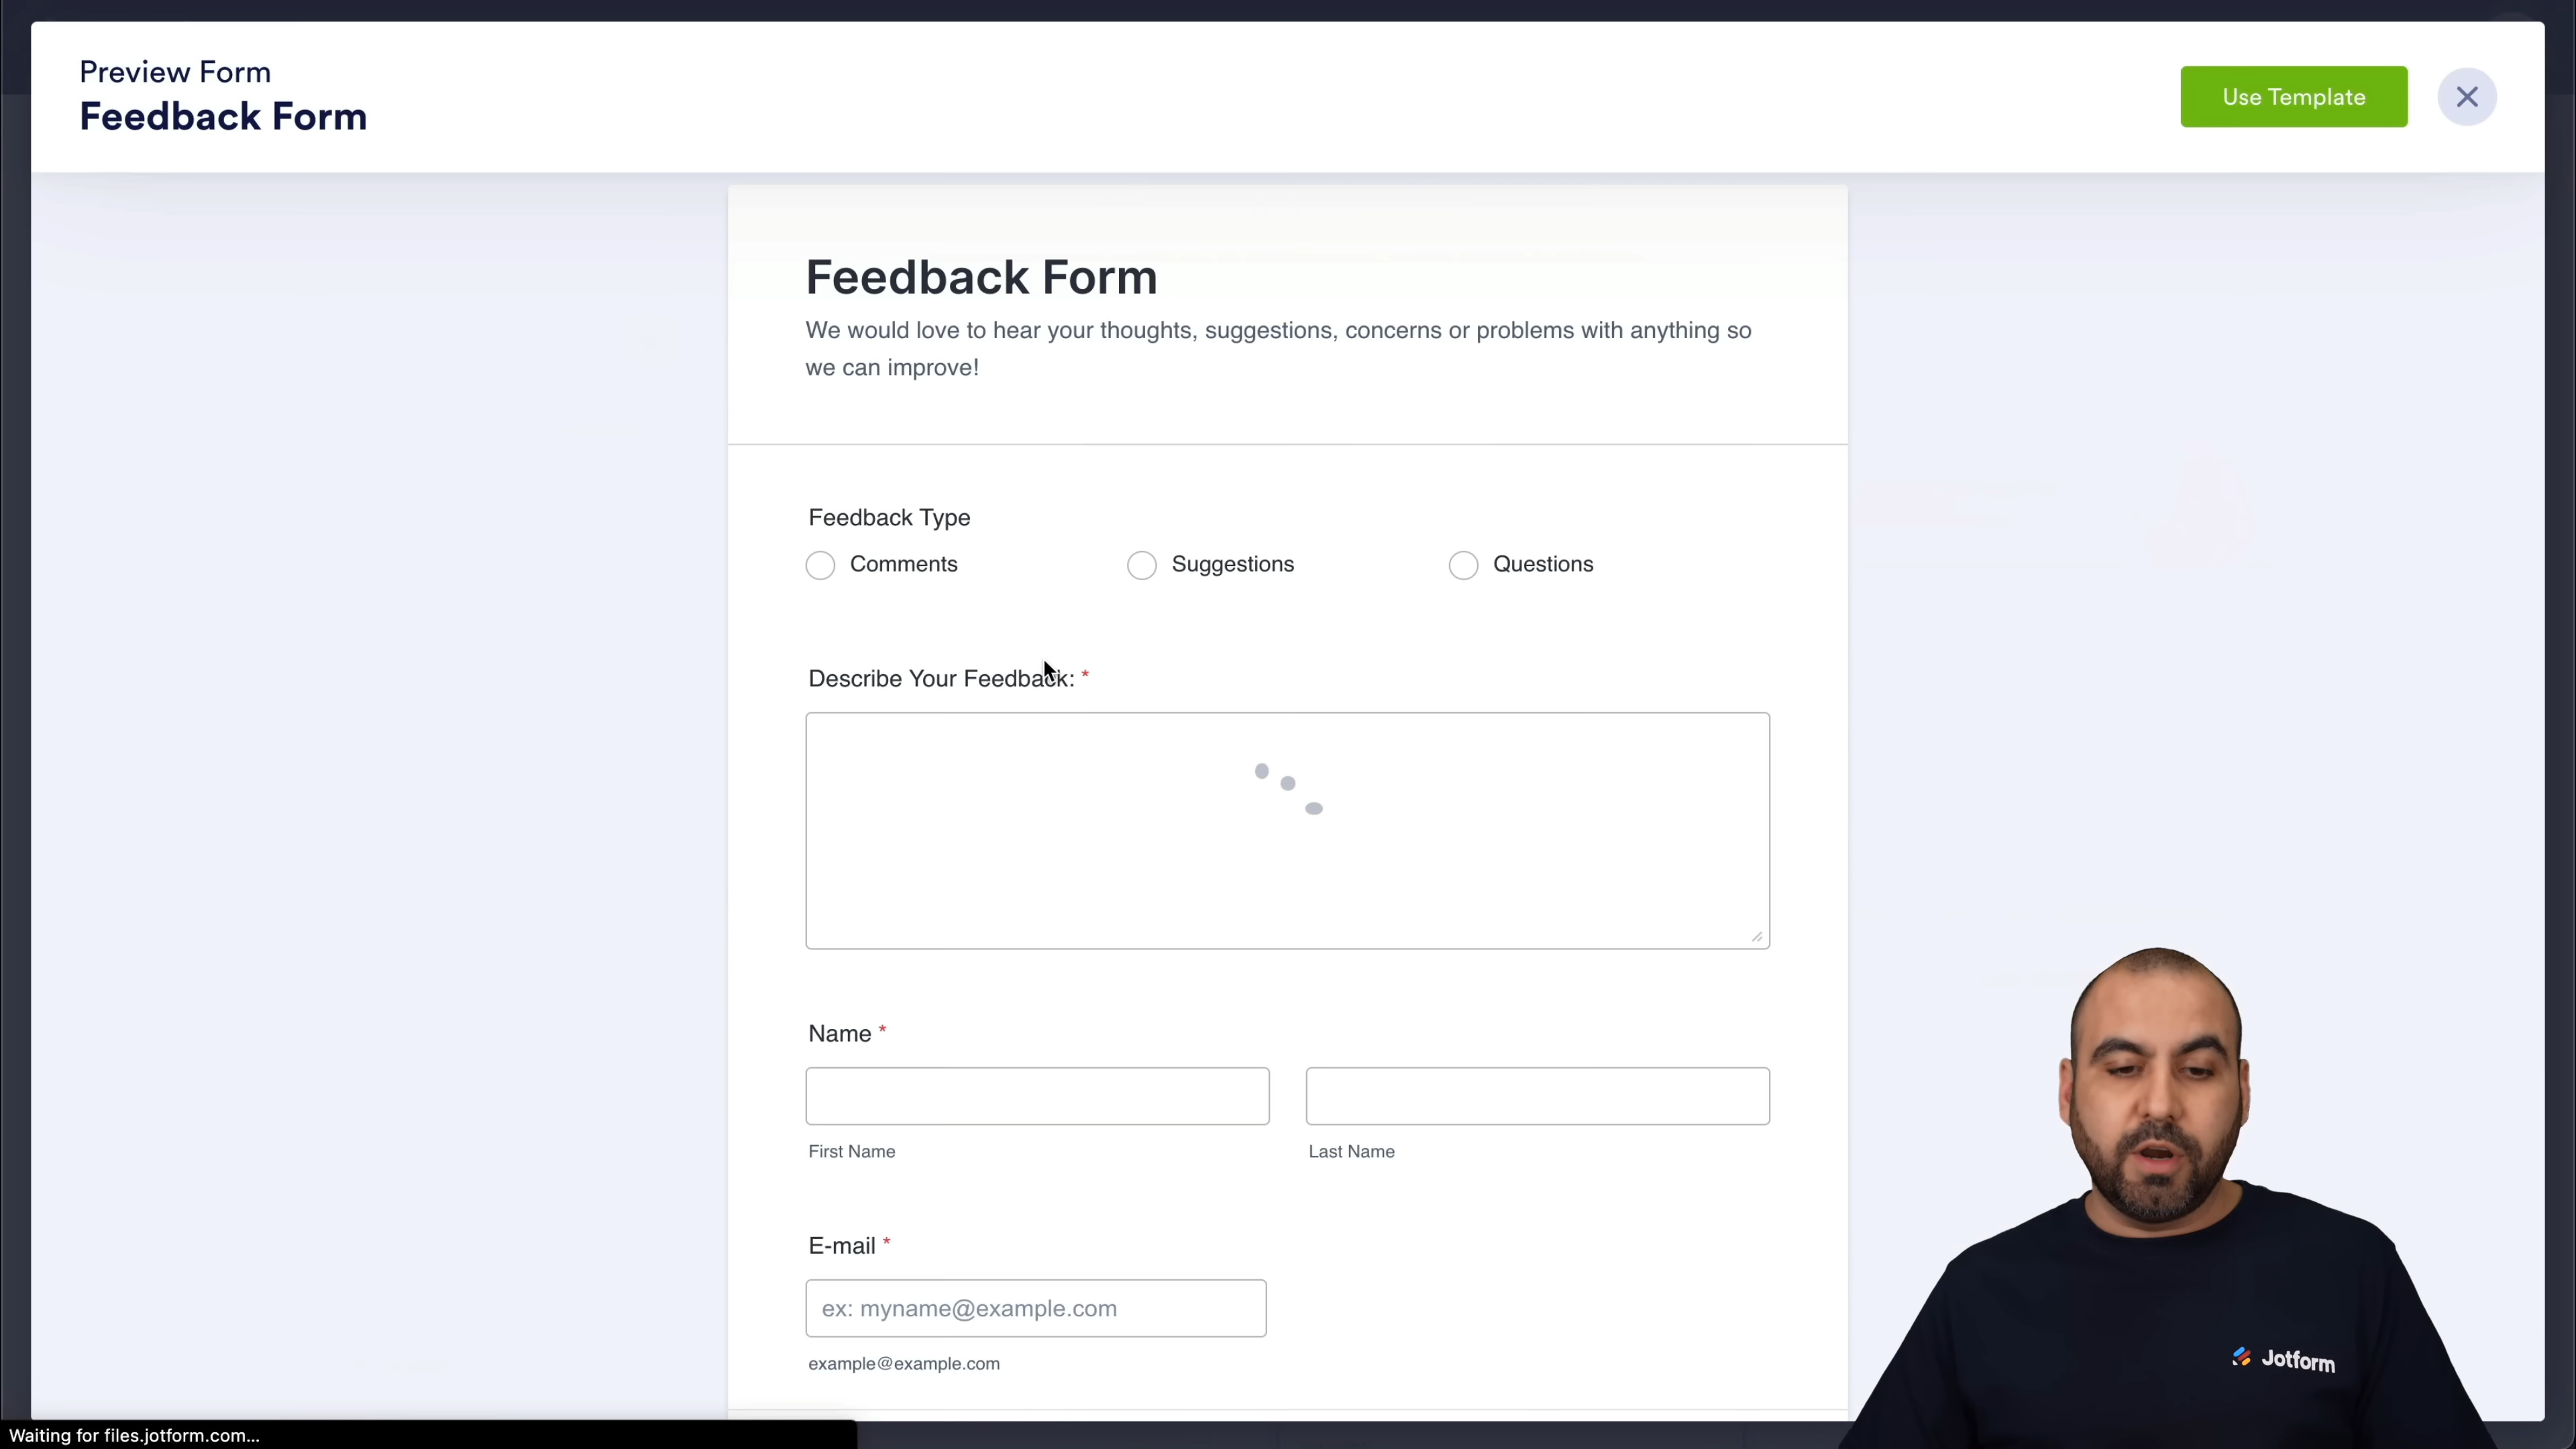 Preview Form
Feedback Form
Use Template
Feedback Form
We would love to hear your thoughts, suggestions, concerns or problems with anything so
we can improve!
Feedback Type
Comments Suggestions Questions
Describe Your Feedback: *
Name *
First Name Last Name
E-mail *
ex: myname@example.com
example@example.com
Jotform
Waiting for files.jotform.com...